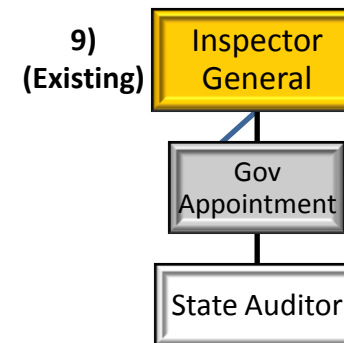 9)
(Existing)
Inspector
General
Gov
Appointment
State Auditor